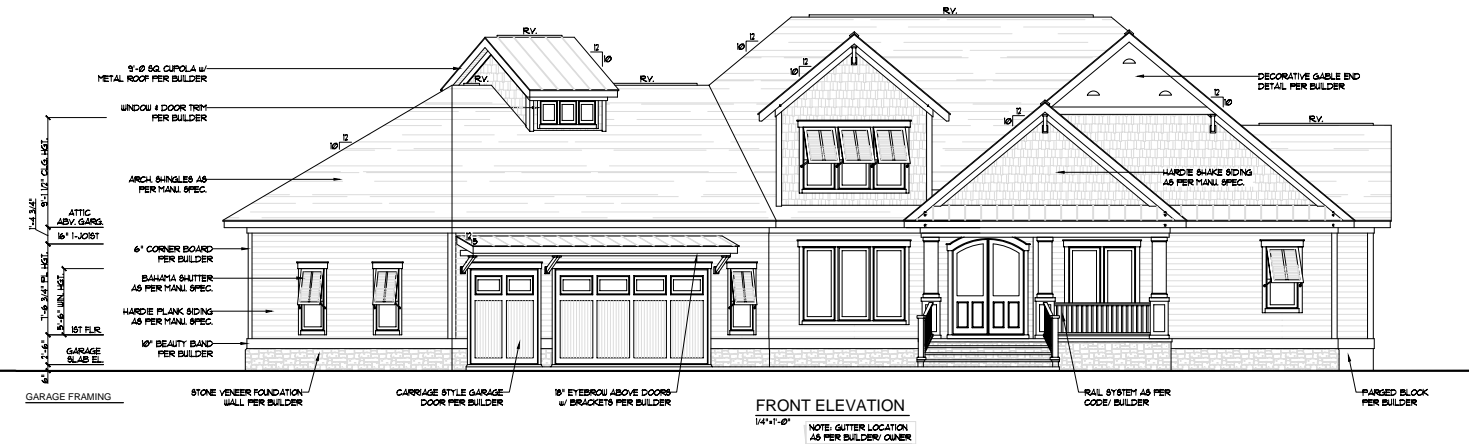 R.V.
R.V.
12
10
12
10
12
10
9'-0 SQ. CUPOLA w/
METAL ROOF PER BUILDER
R.V.
R.V.
12
10
DECORATIVE GABLE END
DETAIL PER BUILDER
12
10
WINDOW & DOOR TRIM
PER BUILDER
12
10
R.V.
12
10
9'-1 1/2" CLG. HGT.
ARCH. SHINGLES AS
PER MANU. SPEC.
HARDIE SHAKE SIDING
AS PER MANU. SPEC.
1'-4 3/4"
ATTIC
ABV. GARG.
16" I-JOIST
6" CORNER BOARD
PER BUILDER
7'-6 3/4" PL. HGT.
5'-6" WIN. HGT.
BAHAMA SHUTTER
AS PER MANU. SPEC.
HARDIE PLANK SIDING
AS PER MANU. SPEC.
1ST FLR.
10" BEAUTY BAND
PER BUILDER
2'-6"
GARAGE
SLAB EL.
6"
GARAGE FRAMING
STONE VENEER FOUNDATION
WALL PER BUILDER
CARRIAGE STYLE GARAGE
DOOR PER BUILDER
18" EYEBROW ABOVE DOORS
w/ BRACKETS PER BUILDER
RAIL SYSTEM AS PER
CODE/ BUILDER
PARGED BLOCK
PER BUILDER
FRONT ELEVATION
1/4"=1'-0"
NOTE: GUTTER LOCATION
AS PER BUILDER/ OWNER